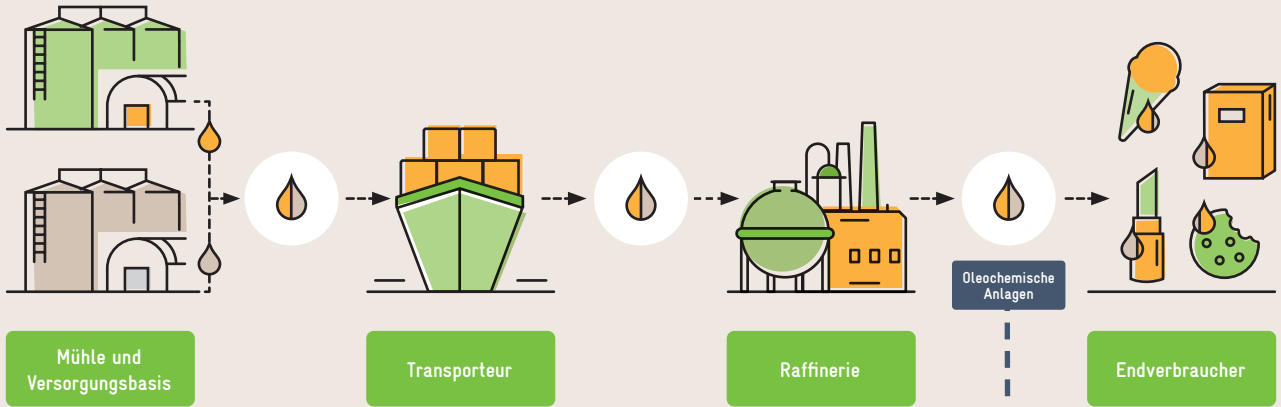 Oleochemische
Anlagen
Mühle und
Versorgungsbasis
Transporteur
Raffinerie
Endverbraucher